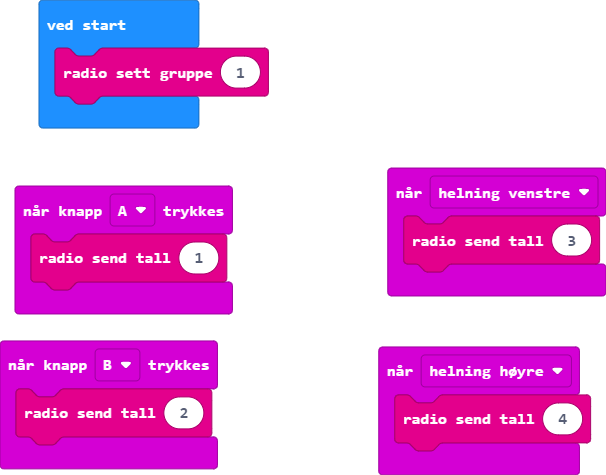 ved start
radio sett gruppe 1
når knapp A trykkes
radio send tall 1
når knapp B trykkes
radio send tall 2
når helning venstre
radio send tall 3
når helning høyre
radio send tall 4